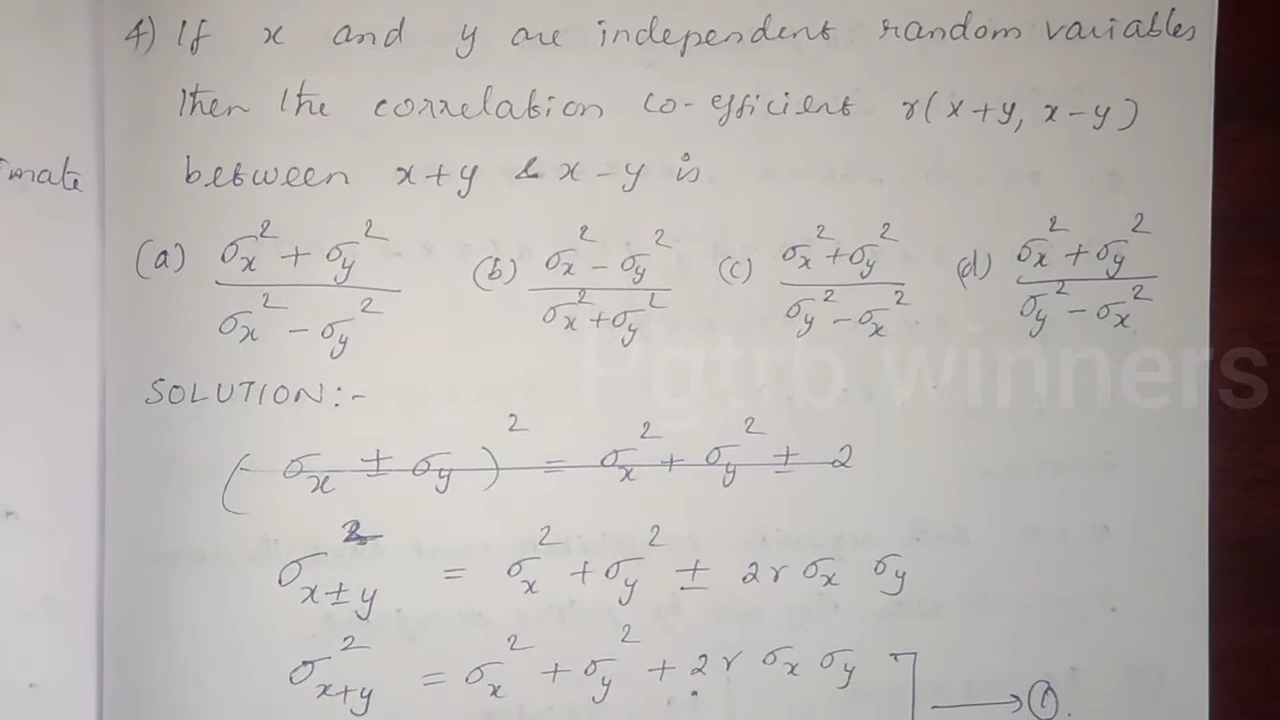 4) If x and y are independent random variables
then the correlation co-efficient r(x+y, x-y)
mate
between x+y & x-y is
(a) σx² + σy² / σx² - σy² (b) σx² - σy² / σx² + σy² (c) σx² + σy² / σy² - σx² (d) σx² + σy² / σy² - σx²
Pgtrb winners
SOLUTION:-
(σx ± σy)² = σx² + σy² ± 2
σ²x±y = σx² + σy² ± 2r σx σy
σ²x+y = σx² + σy² + 2r σx σy
→ ①.